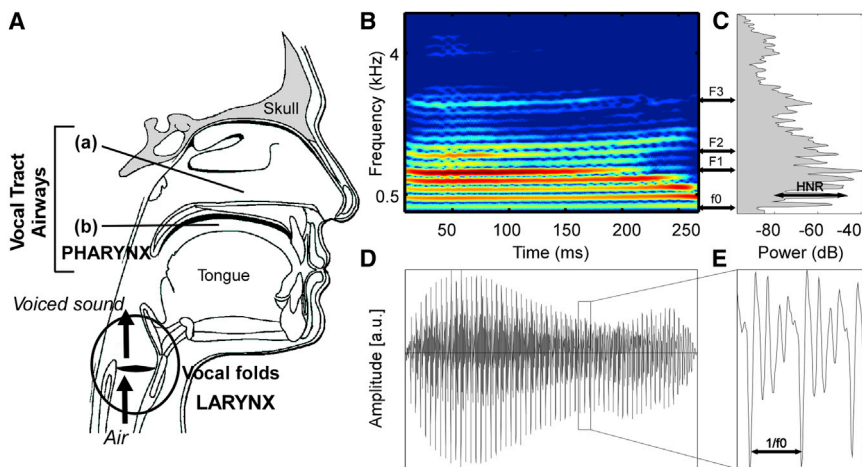 A
Skull
(a)
Vocal Tract
Airways
(b)
PHARYNX
Tongue
Voiced sound
Vocal folds
LARYNX
Air
B
Frequency (kHz)
4
0.5
50
100
150
200
250
Time (ms)
F3
F2
F1
f0
C
HNR
-80
-60
-40
Power (dB)
D
Amplitude [a.u.]
E
1/f0